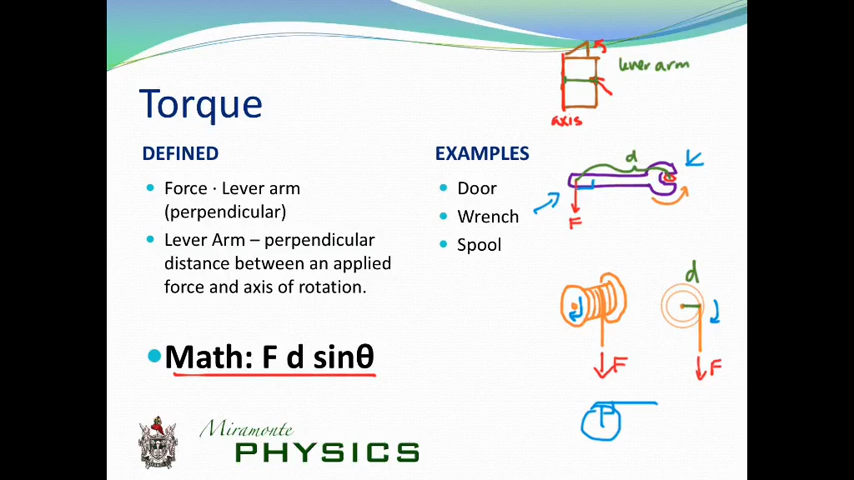 lever arm
Torque
axis
DEFINED
EXAMPLES
• Force · Lever arm
(perpendicular)
• Lever Arm – perpendicular
distance between an applied
force and axis of rotation.
• Door
• Wrench
• Spool
d
F
d
F
F
•Math: F d sinθ
Miramonte
PHYSICS